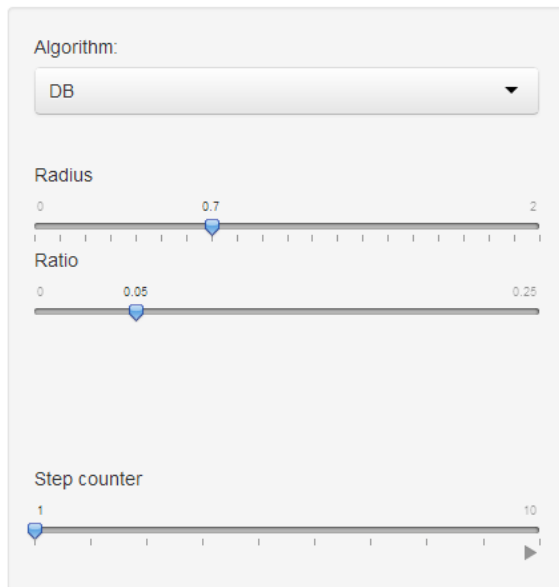 Algorithm:
DB
Radius
0 0.7 2
Ratio
0 0.05 0.25
Step counter
1 10